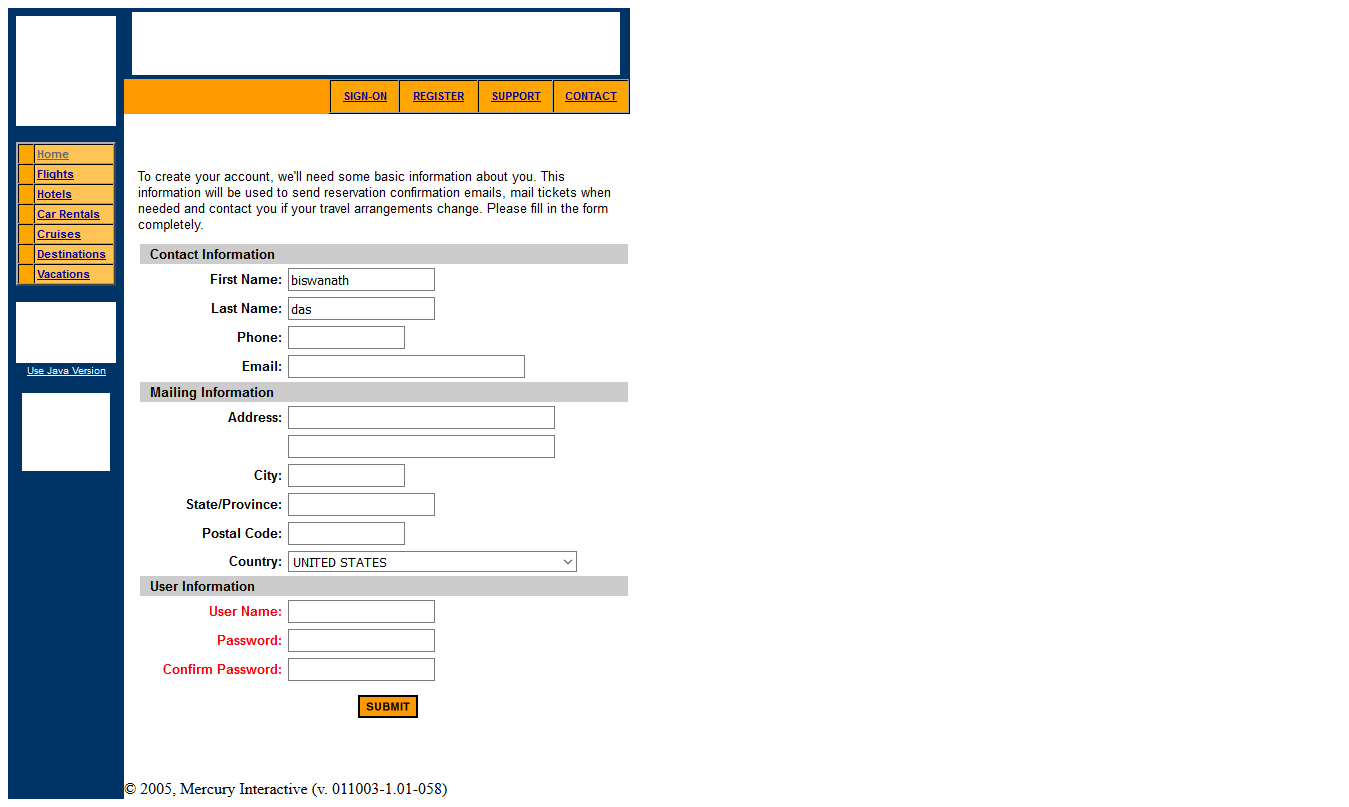 SIGN-ON REGISTER SUPPORT CONTACT
Home
Flights
Hotels
Car Rentals
Cruises
Destinations
Vacations
Use Java Version
To create your account, we'll need some basic information about you. This
information will be used to send reservation confirmation emails, mail tickets when
needed and contact you if your travel arrangements change. Please fill in the form
completely.
Contact Information
First Name: biswanath
Last Name: das
Phone:
Email:
Mailing Information
Address:
City:
State/Province:
Postal Code:
Country: UNITED STATES
User Information
User Name:
Password:
Confirm Password:
SUBMIT
© 2005, Mercury Interactive (v. 011003-1.01-058)